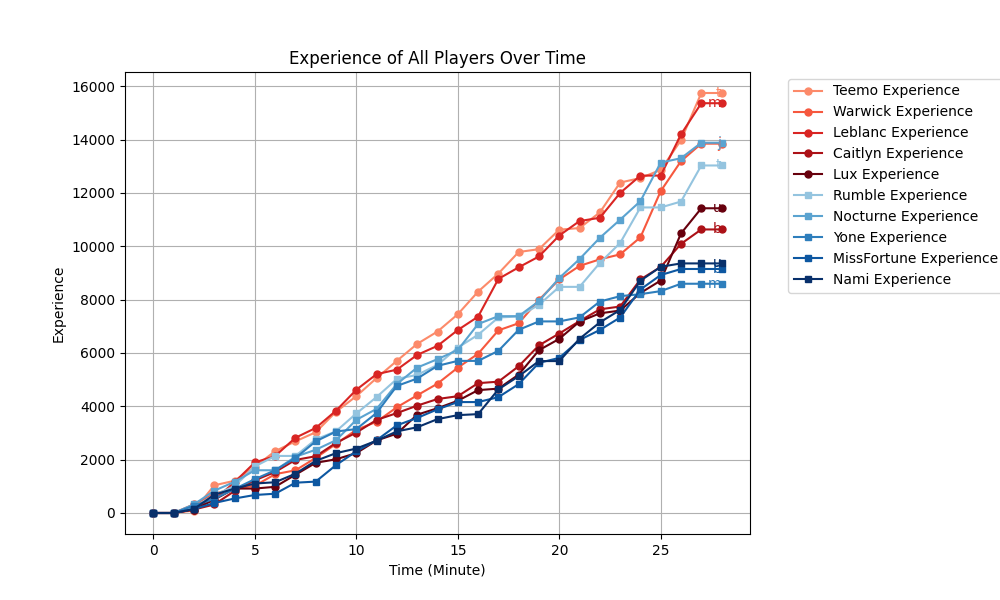 Experience of All Players Over Time
Experience
16000
14000
12000
10000
8000
6000
4000
2000
0
0 5 10 15 20 25
Time (Minute)
Teemo Experience
Warwick Experience
Leblanc Experience
Caitlyn Experience
Lux Experience
Rumble Experience
Nocturne Experience
Yone Experience
MissFortune Experience
Nami Experience